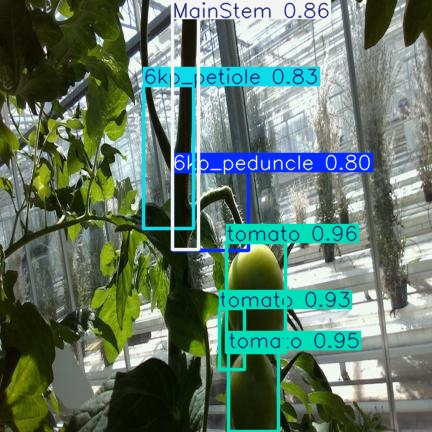 MainStem 0.86
6kp_petiole 0.83
6kp_peduncle 0.80
tomato 0.96
tomato 0.93
tomato 0.95